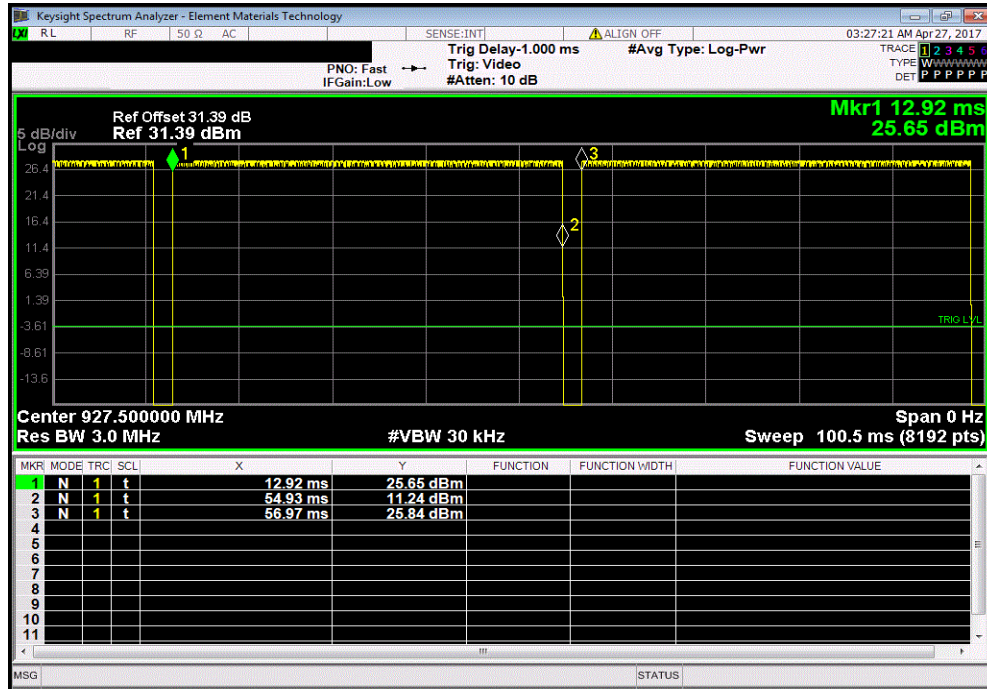 Keysight Spectrum Analyzer - Element Materials Technology
LXI RL RF 50 Ω AC SENSE:INT ALIGN OFF 03:27:21 AM Apr 27, 2017
Trig Delay-1.000 ms #Avg Type: Log-Pwr TRACE 1 2 3 4 5 6
PNO: Fast Trig: Video TYPE WWWWWW
IFGain:Low #Atten: 10 dB DET P P P P P P
Mkr1 12.92 ms
25.65 dBm
Ref Offset 31.39 dB
5 dB/div Ref 31.39 dBm
Log
1
3
26.4
21.4
16.4
2
11.4
6.39
1.39
-3.61
TRIG LVL
-8.61
-13.6
Center 927.500000 MHz Span 0 Hz
Res BW 3.0 MHz #VBW 30 kHz Sweep 100.5 ms (8192 pts)
MKR MODE TRC SCL X Y FUNCTION FUNCTION WIDTH FUNCTION VALUE
1 N 1 t 12.92 ms 25.65 dBm
2 N 1 t 54.93 ms 11.24 dBm
3 N 1 t 56.97 ms 25.84 dBm
4
5
6
7
8
9
10
11
MSG STATUS